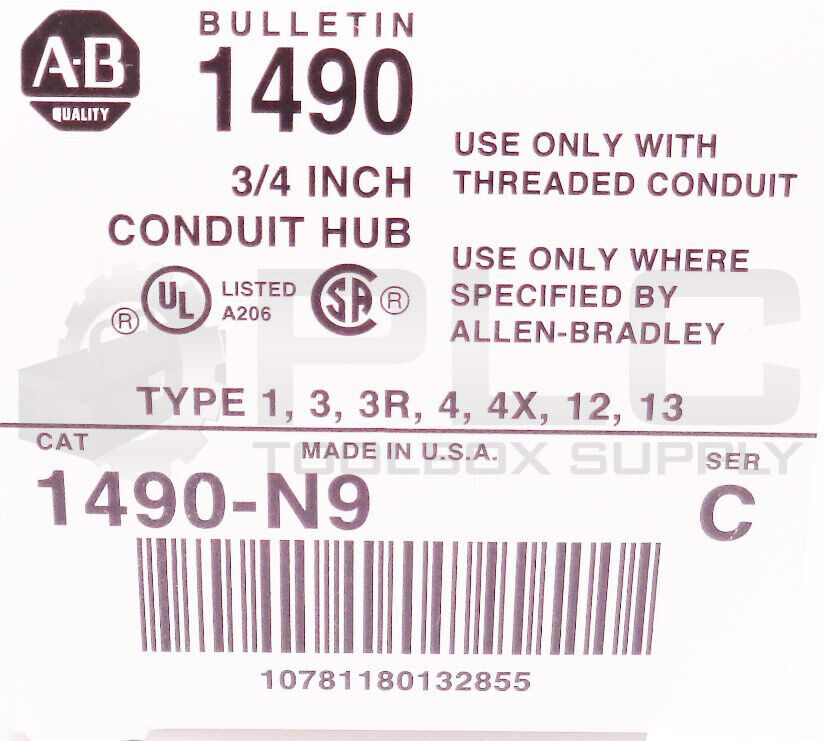 A-B
QUALITY
BULLETIN
1490
3/4 INCH
CONDUIT HUB
USE ONLY WITH
THREADED CONDUIT
USE ONLY WHERE
SPECIFIED BY
ALLEN-BRADLEY
® UL LISTED
A206
SA ®
TYPE 1, 3, 3R, 4, 4X, 12, 13
PLC
TOOLBOX SUPPLY
CAT
MADE IN U.S.A.
SER
1490-N9
C
10781180132855